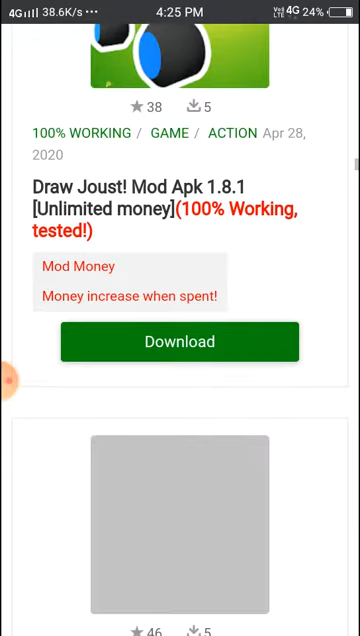 4G 38.6K/s ··· 4:25 PM VoLTE 4G 24%
38 5
100% WORKING / GAME / ACTION Apr 28,
2020
Draw Joust! Mod Apk 1.8.1
[Unlimited money](100% Working,
tested!)
Mod Money
Money increase when spent!
Download
46 5